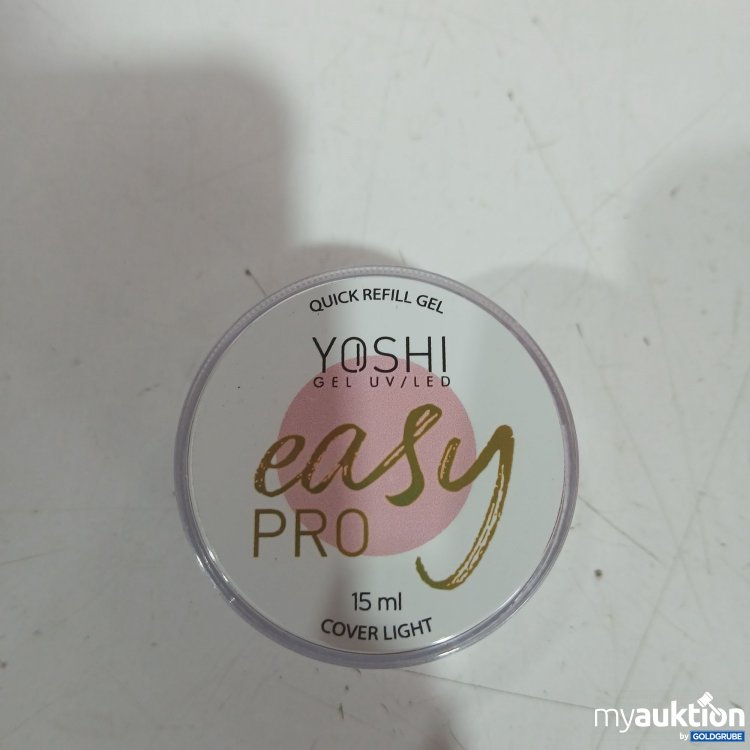 QUICK REFILL GEL
YOSHI
GEL UV/LED
easy
PRO
15 ml
COVER LIGHT
myauktion
by GOLDGRUBE